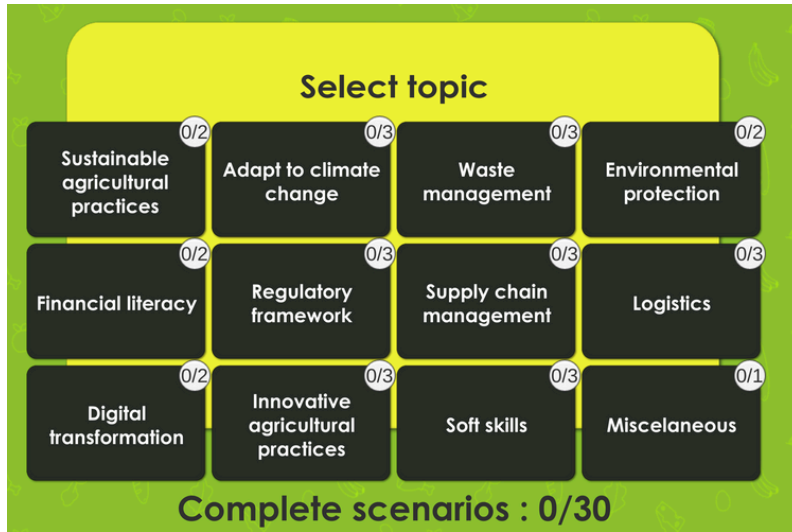 Select topic
0/2
Sustainable
agricultural
practices
0/3
Adapt to climate
change
0/3
Waste
management
0/2
Environmental
protection
0/2
Financial literacy
0/3
Regulatory
framework
0/3
Supply chain
management
0/3
Logistics
0/2
Digital
transformation
0/3
Innovative
agricultural
practices
0/3
Soft skills
0/1
Miscelaneous
Complete scenarios : 0/30